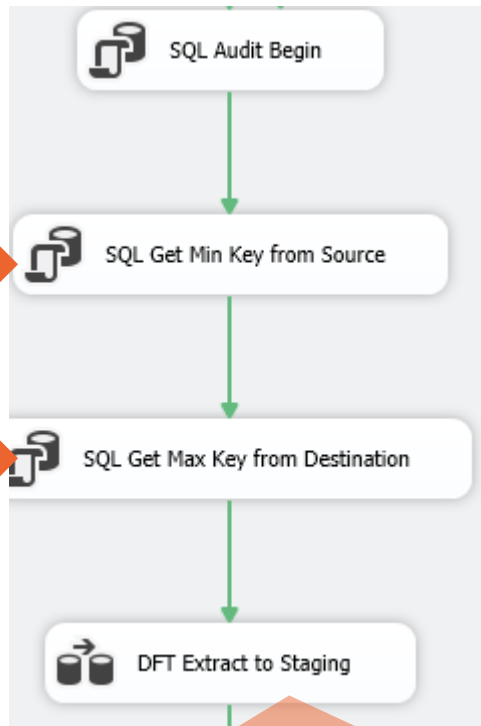 SQL Audit Begin
SQL Get Min Key from Source
SQL Get Max Key from Destination
DFT Extract to Staging